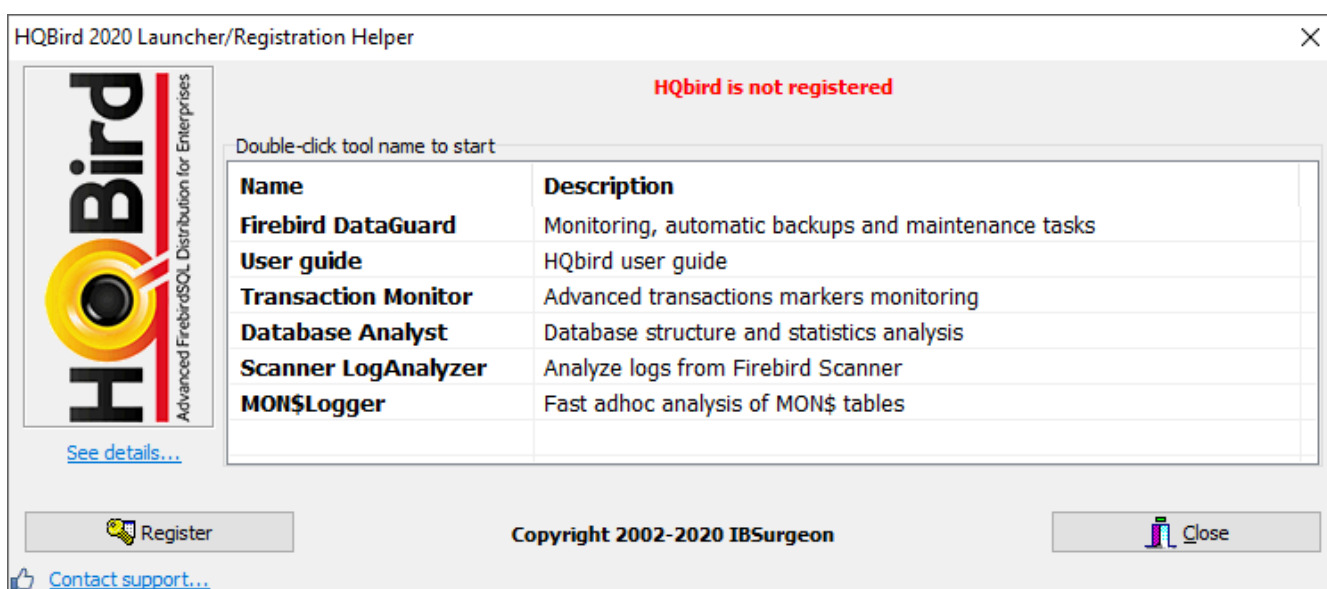 HQBird 2020 Launcher/Registration Helper
HQBird
Advanced FirebirdSQL Distribution for Enterprises
HQbird is not registered
Double-click tool name to start
Name Description
Firebird DataGuard Monitoring, automatic backups and maintenance tasks
User guide HQbird user guide
Transaction Monitor Advanced transactions markers monitoring
Database Analyst Database structure and statistics analysis
Scanner LogAnalyzer Analyze logs from Firebird Scanner
MON$Logger Fast adhoc analysis of MON$ tables
See details...
Register Copyright 2002-2020 IBSurgeon Close
Contact support...